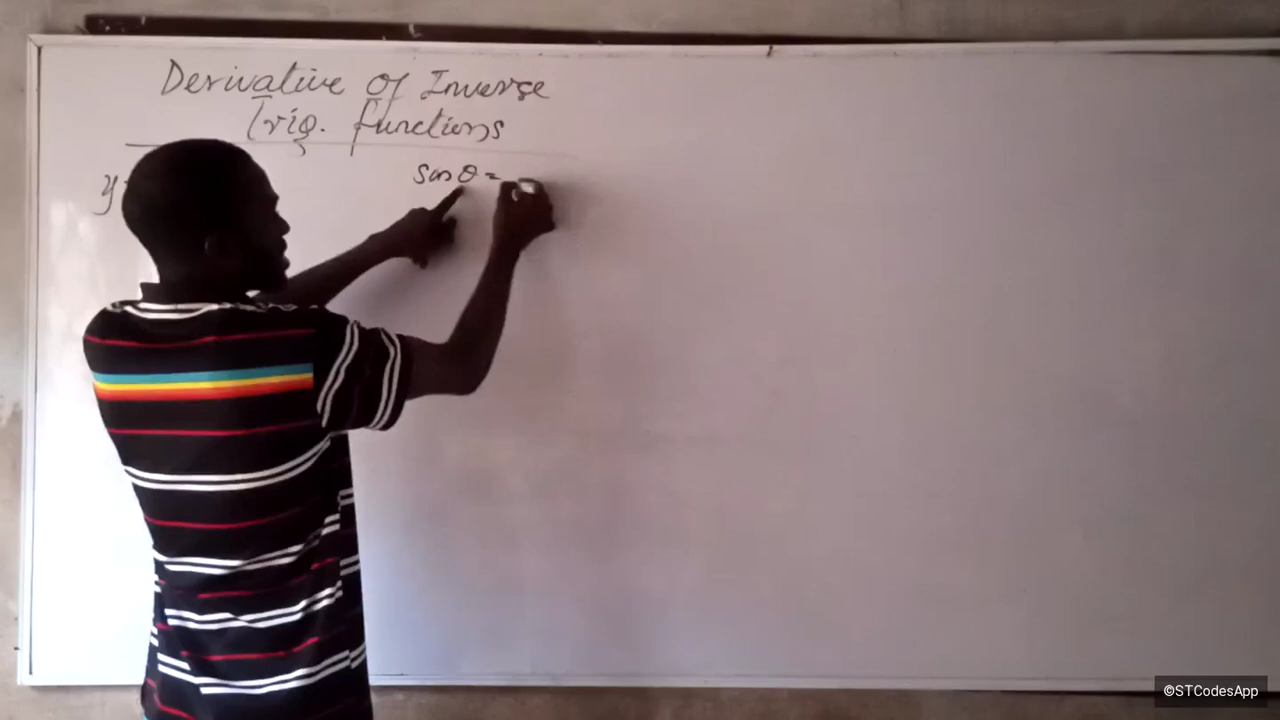 Derivative of Inverse
Trig. functions
y=
sin θ =
©STCodesApp